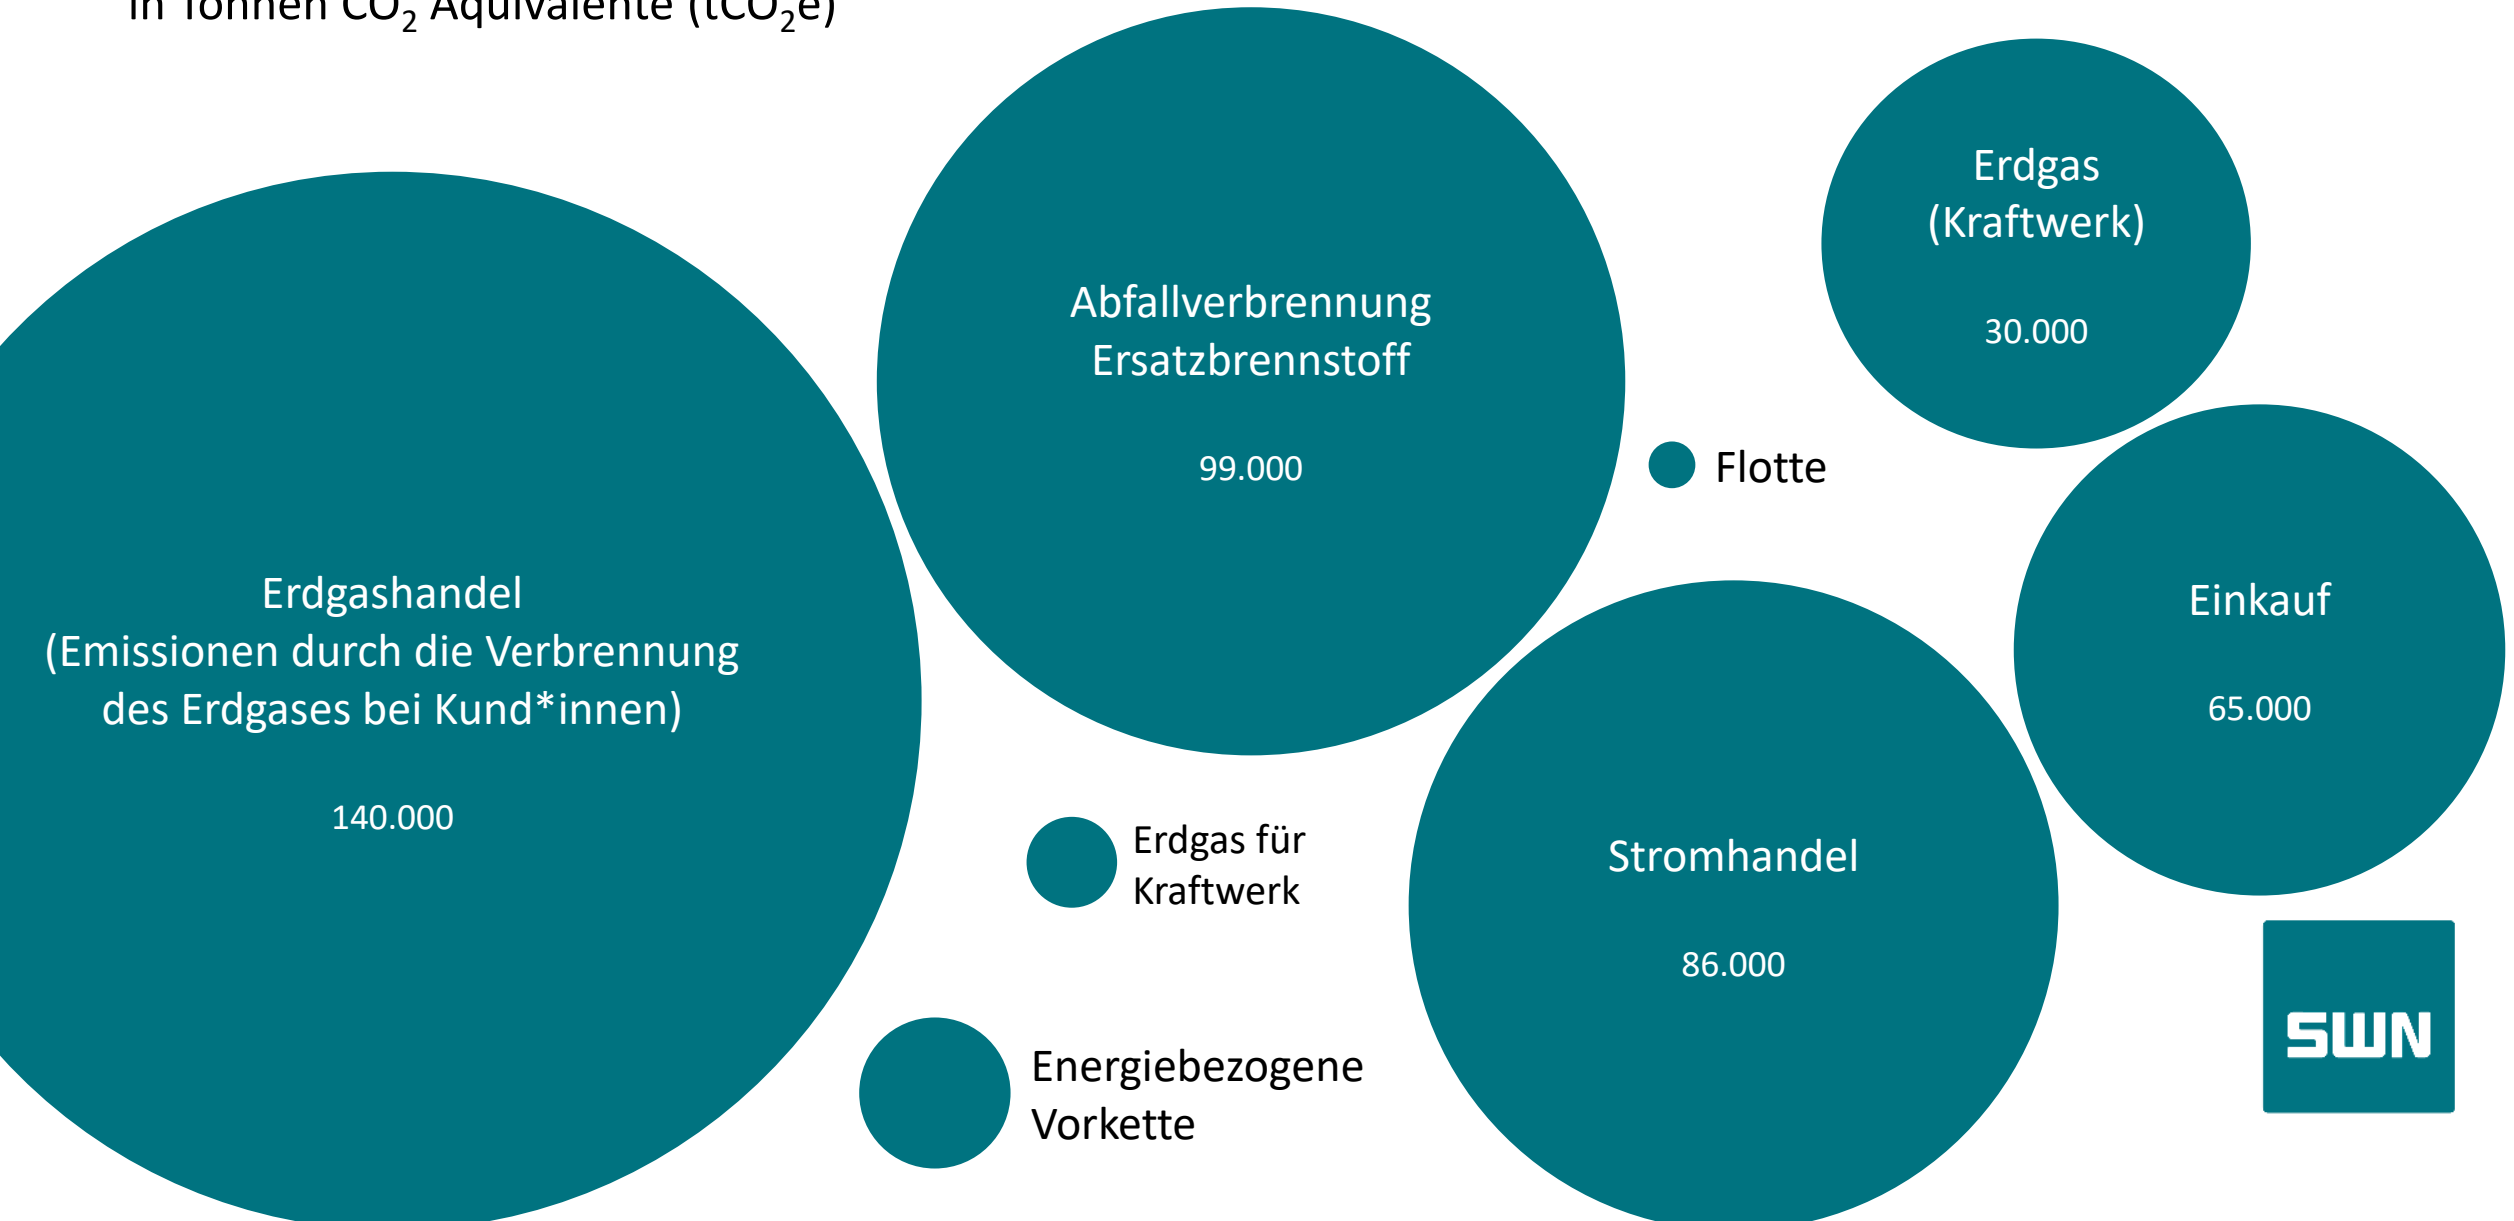 in Tonnen CO₂ Äquivalente (tCO₂e)
Erdgas
(Kraftwerk)
30.000
Abfallverbrennung
Ersatzbrennstoff
99.000
Flotte
Erdgashandel
(Emissionen durch die Verbrennung
des Erdgases bei Kund*innen)
140.000
Einkauf
65.000
Erdgas für
Kraftwerk
Stromhandel
86.000
Energiebezogene
Vorkette
SWN